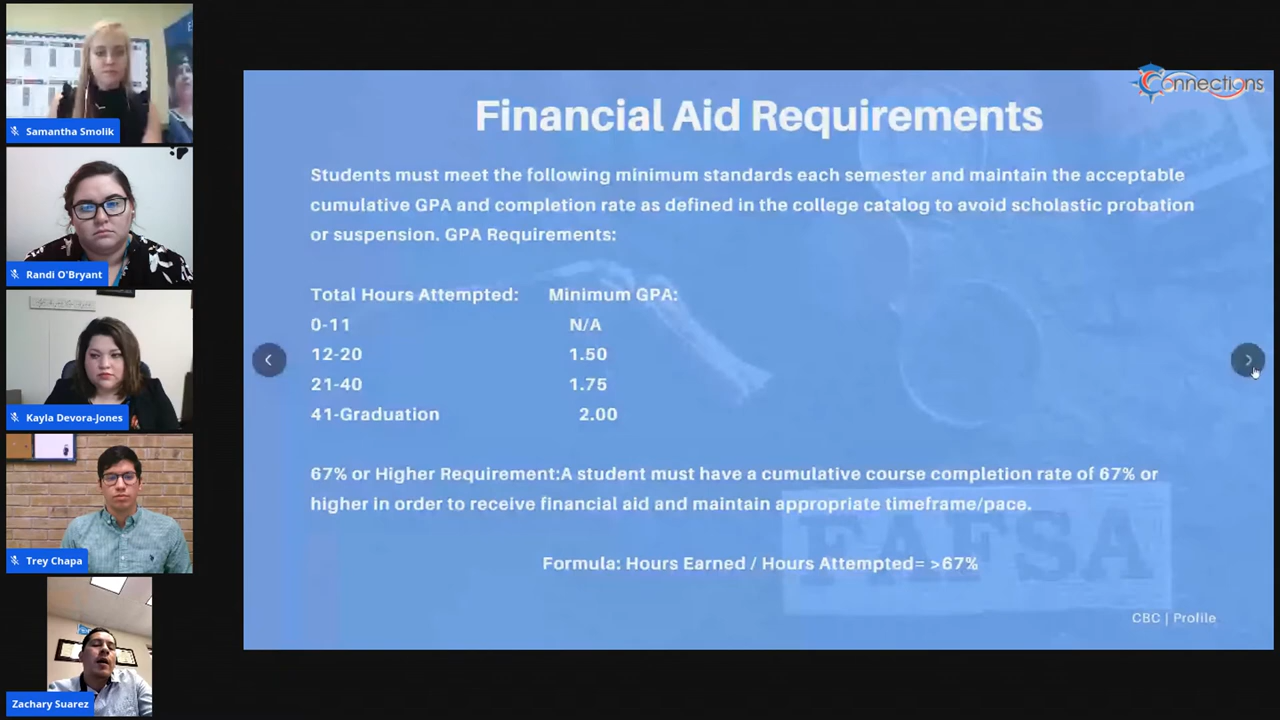 Samantha Smolik
Randi O'Bryant
Kayla Devora-Jones
Trey Chapa
Zachary Suarez
Connections
Financial Aid Requirements
Students must meet the following minimum standards each semester and maintain the acceptable
cumulative GPA and completion rate as defined in the college catalog to avoid scholastic probation
or suspension. GPA Requirements:
Total Hours Attempted: Minimum GPA:
0-11 N/A
12-20 1.50
21-40 1.75
41-Graduation 2.00
67% or Higher Requirement:A student must have a cumulative course completion rate of 67% or
higher in order to receive financial aid and maintain appropriate timeframe/pace.
FAFSA
Formula: Hours Earned / Hours Attempted= >67%
CBC | Profile